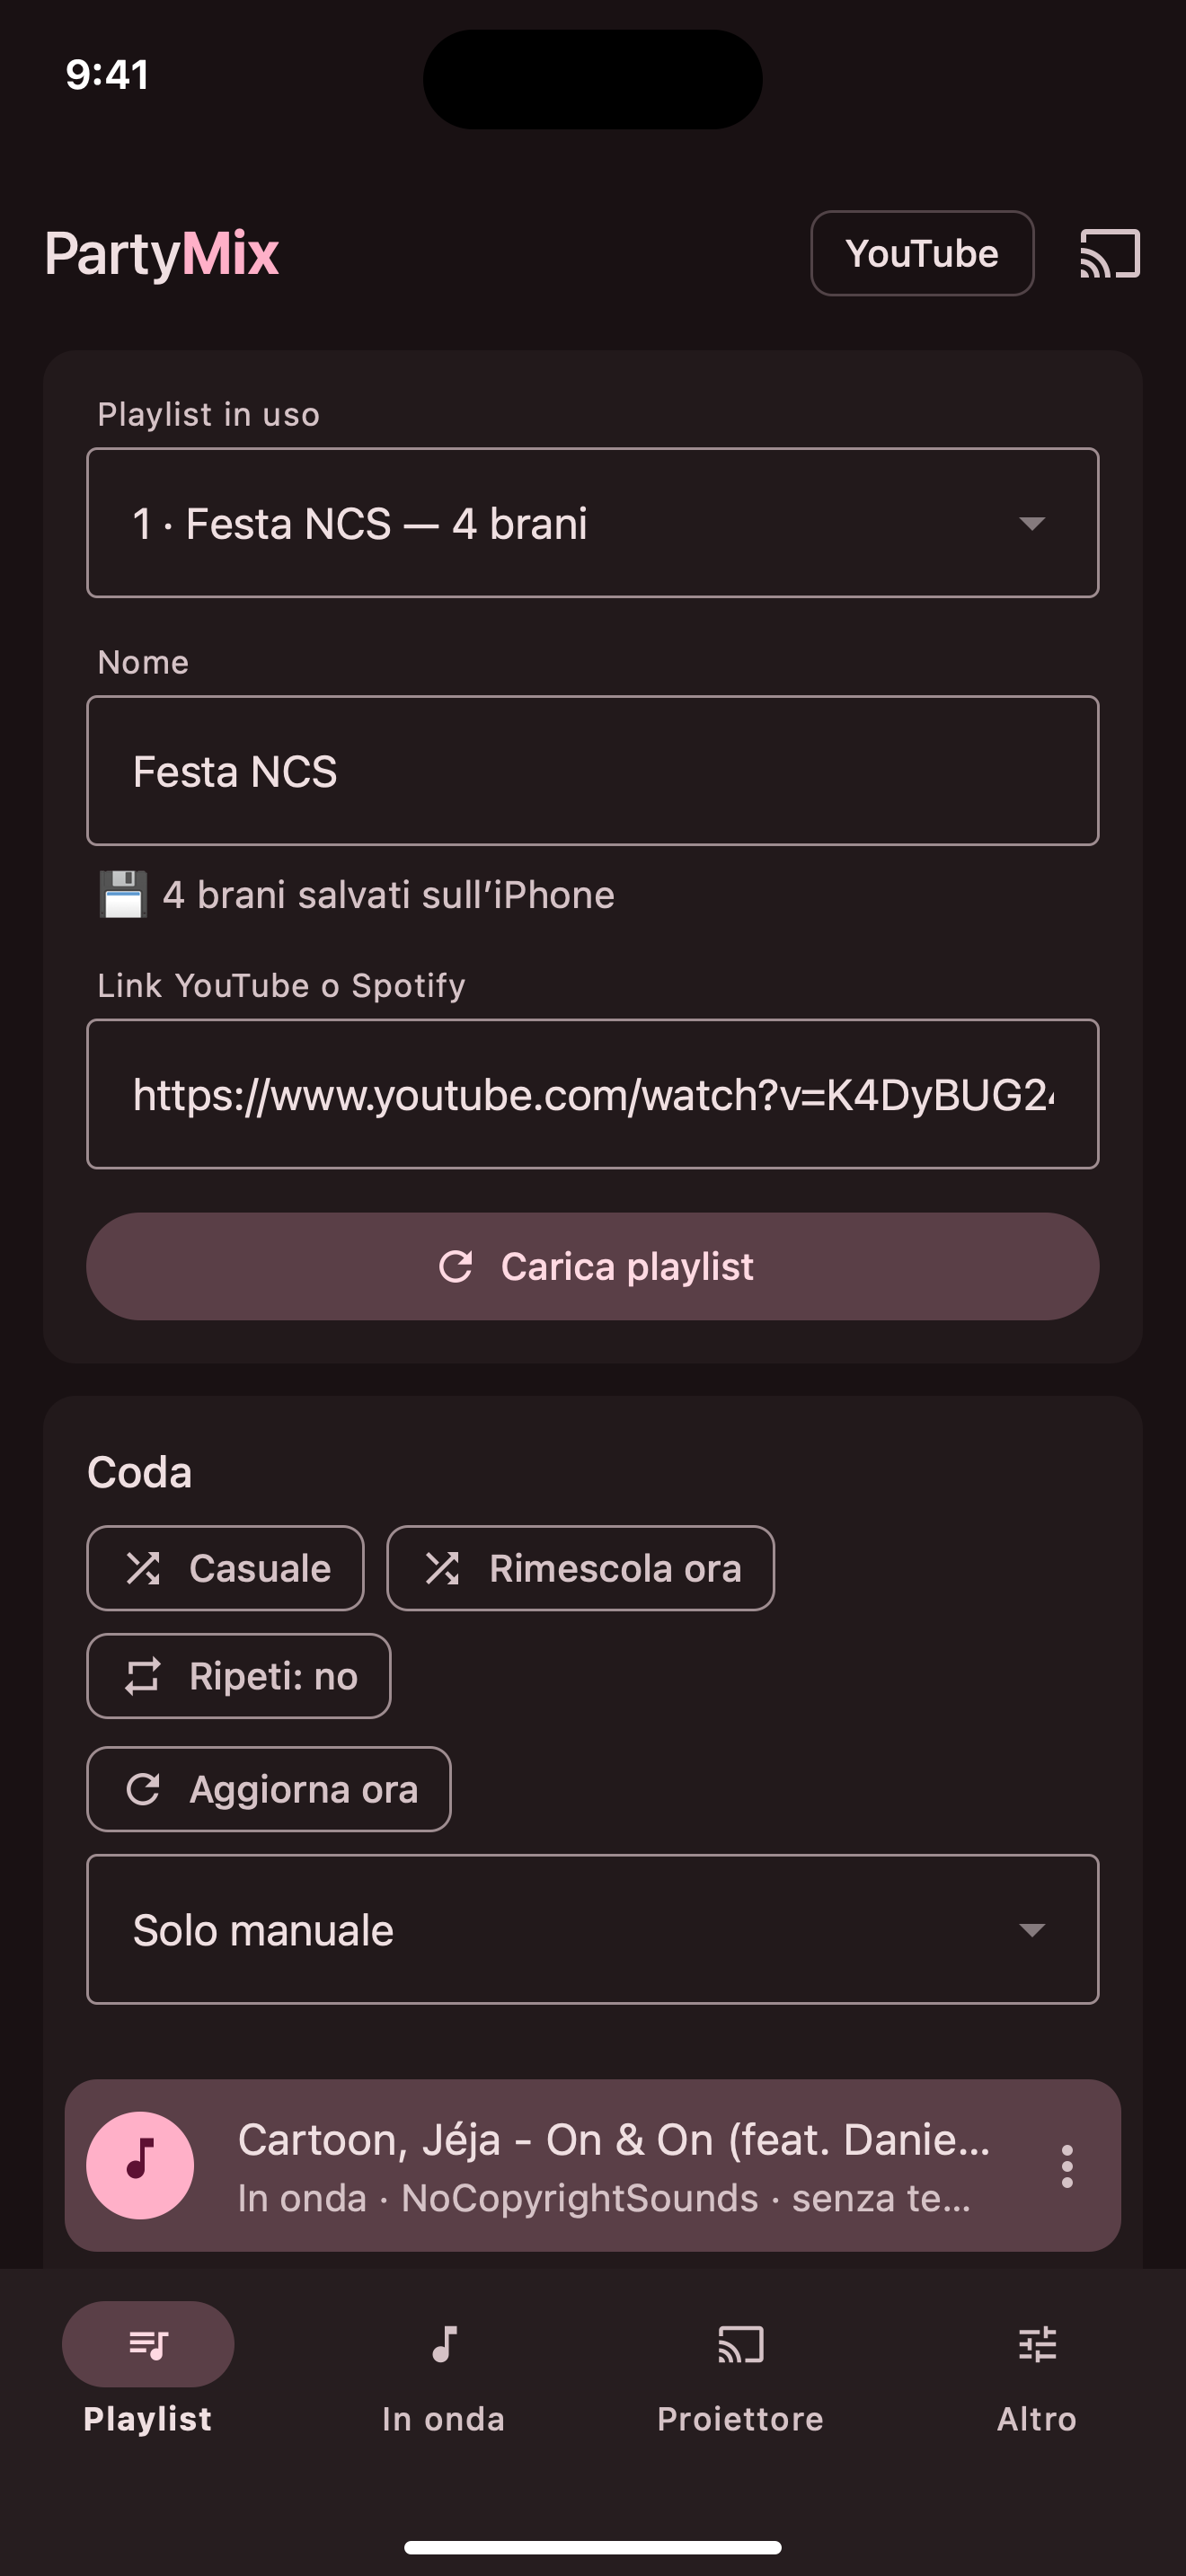 9:41
PartyMix
YouTube
Playlist in uso
1 · Festa NCS — 4 brani
Nome
Festa NCS
💾 4 brani salvati sull’iPhone
Link YouTube o Spotify
https://www.youtube.com/watch?v=K4DyBUG2
Carica playlist
Coda
Casuale
Rimescola ora
Ripeti: no
Aggiorna ora
Solo manuale
Cartoon, Jéja - On & On (feat. Danie...
In onda · NoCopyrightSounds · senza te...
Playlist
In onda
Proiettore
Altro